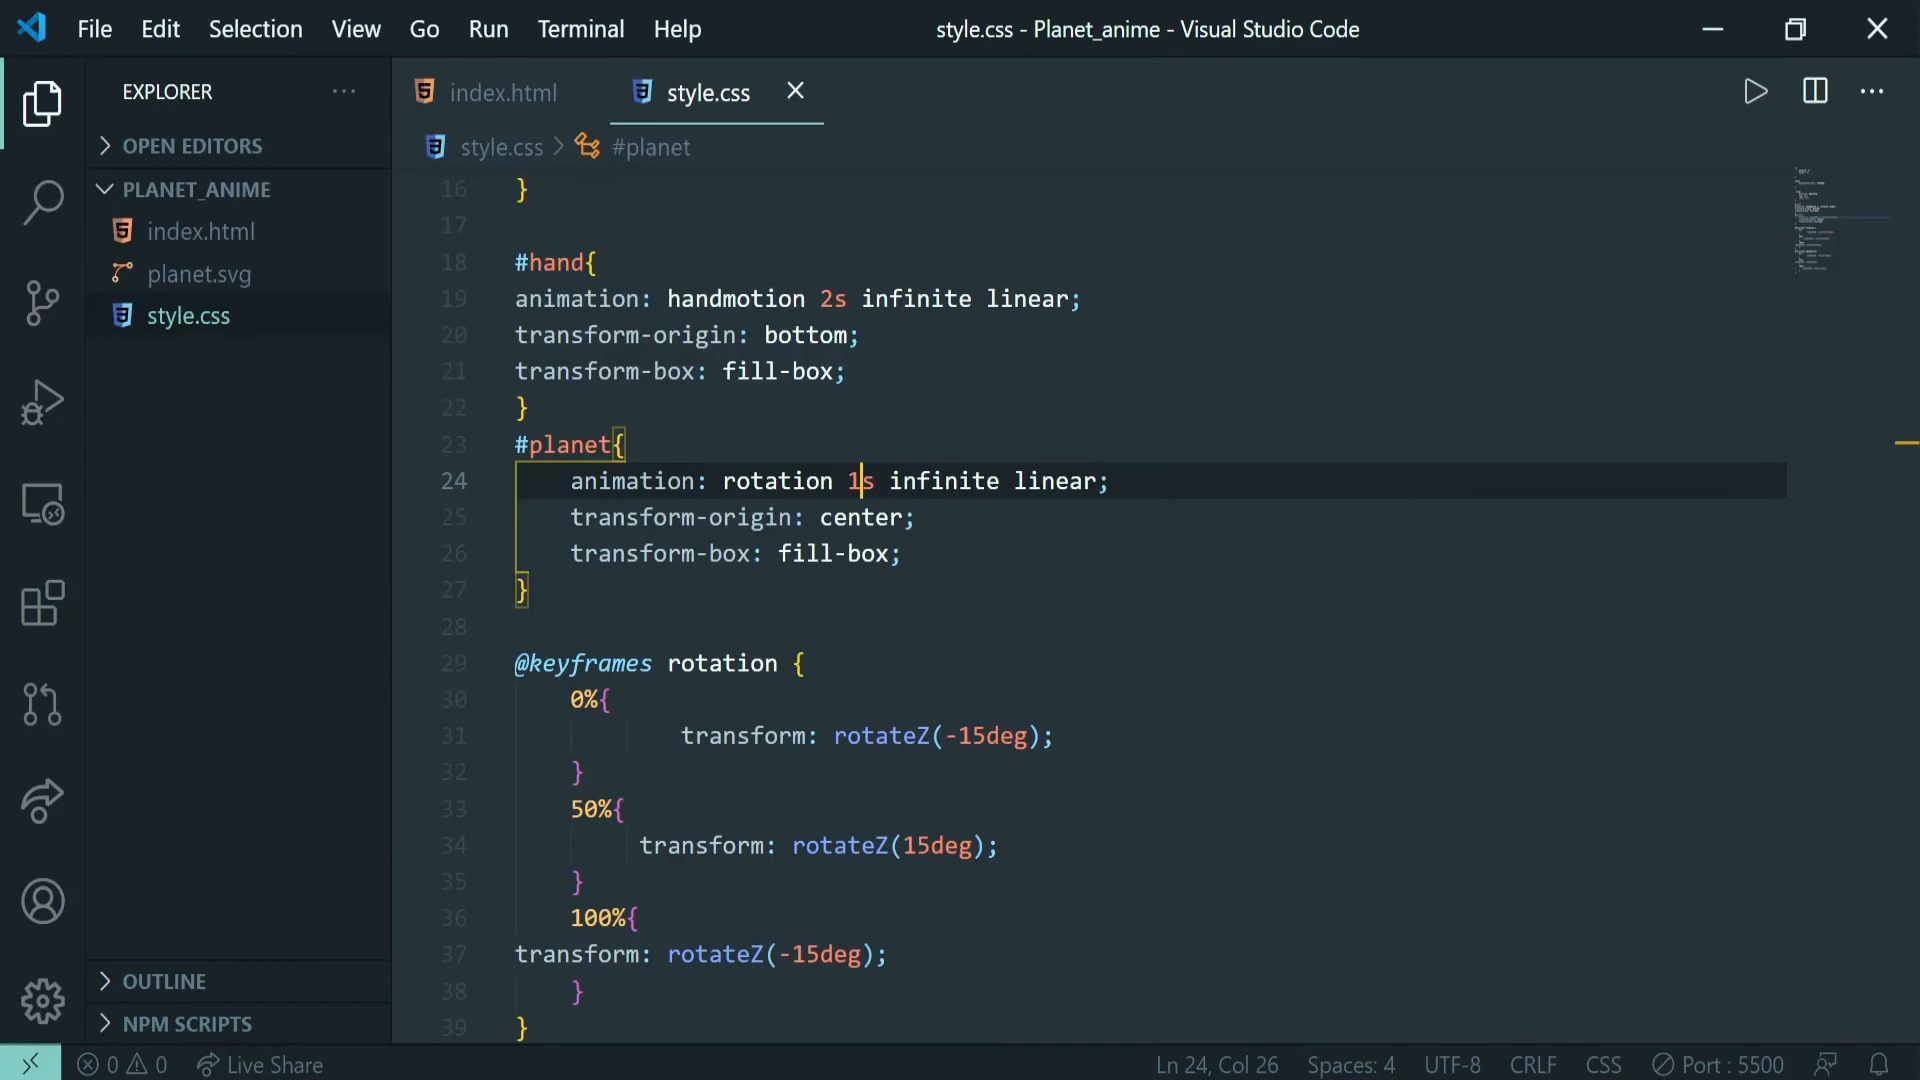 File Edit Selection View Go Run Terminal Help
style.css - Planet_anime - Visual Studio Code
EXPLORER
OPEN EDITORS
PLANET_ANIME
index.html
planet.svg
style.css
OUTLINE
NPM SCRIPTS
index.html
style.css
style.css > #planet
16 }
17
18 #hand{
19 animation: handmotion 2s infinite linear;
20 transform-origin: bottom;
21 transform-box: fill-box;
22 }
23 #planet{
24 animation: rotation 1s infinite linear;
25 transform-origin: center;
26 transform-box: fill-box;
27 }
28
29 @keyframes rotation {
30 0%{
31 transform: rotateZ(-15deg);
32 }
33 50%{
34 transform: rotateZ(15deg);
35 }
36 100%{
37 transform: rotateZ(-15deg);
38 }
39 }
0 0 Live Share Ln 24, Col 26 Spaces: 4 UTF-8 CRLF CSS Port : 5500